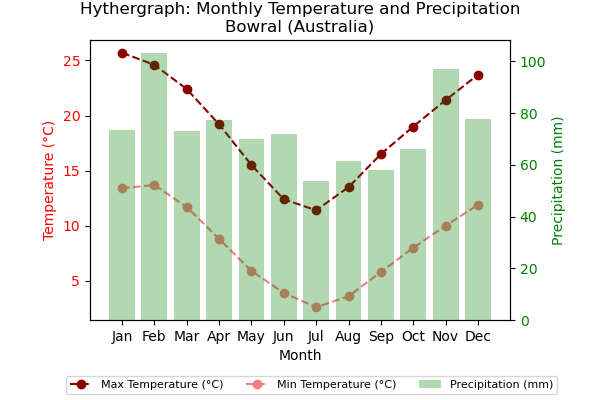 Hythergraph: Monthly Temperature and Precipitation
Bowral (Australia)
Temperature (°C)
25
20
15
10
5
Precipitation (mm)
100
80
60
40
20
0
Jan Feb Mar Apr May Jun Jul Aug Sep Oct Nov Dec
Month
Max Temperature (°C) Min Temperature (°C) Precipitation (mm)